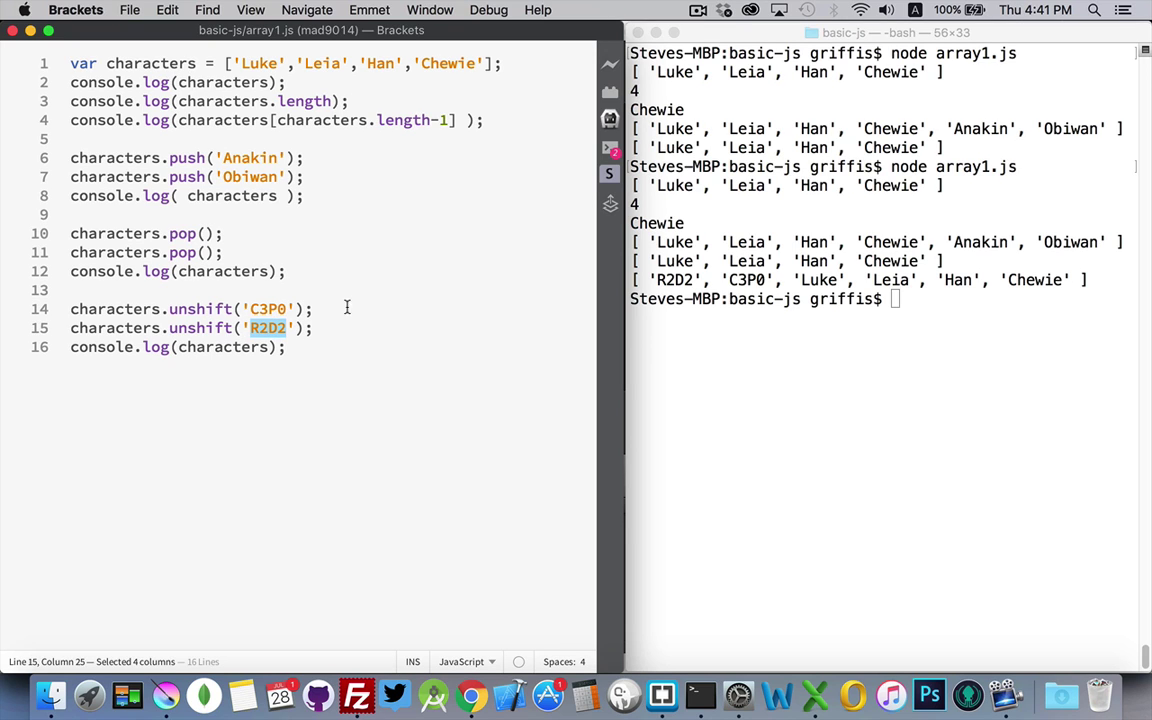 Brackets File Edit Find View Navigate Emmet Window Debug Help A 100% Thu 4:41 PM
basic-js/array1.js (mad9014) — Brackets
1 var characters = ['Luke','Leia','Han','Chewie'];
2 console.log(characters);
3 console.log(characters.length);
4 console.log(characters[characters.length-1] );
5
6 characters.push('Anakin');
7 characters.push('Obiwan');
8 console.log( characters );
9
10 characters.pop();
11 characters.pop();
12 console.log(characters);
13
14 characters.unshift('C3P0');
15 characters.unshift('R2D2');
16 console.log(characters);
2
S
Line 15, Column 25 — Selected 4 columns — 16 Lines INS JavaScript Spaces: 4
basic-js — -bash — 56×33
Steves-MBP:basic-js griffis$ node array1.js
[ 'Luke', 'Leia', 'Han', 'Chewie' ]
4
Chewie
[ 'Luke', 'Leia', 'Han', 'Chewie', 'Anakin', 'Obiwan' ]
[ 'Luke', 'Leia', 'Han', 'Chewie' ]
Steves-MBP:basic-js griffis$ node array1.js
[ 'Luke', 'Leia', 'Han', 'Chewie' ]
4
Chewie
[ 'Luke', 'Leia', 'Han', 'Chewie', 'Anakin', 'Obiwan' ]
[ 'Luke', 'Leia', 'Han', 'Chewie' ]
[ 'R2D2', 'C3P0', 'Luke', 'Leia', 'Han', 'Chewie' ]
Steves-MBP:basic-js griffis$
28 1 Fz 1 Ps